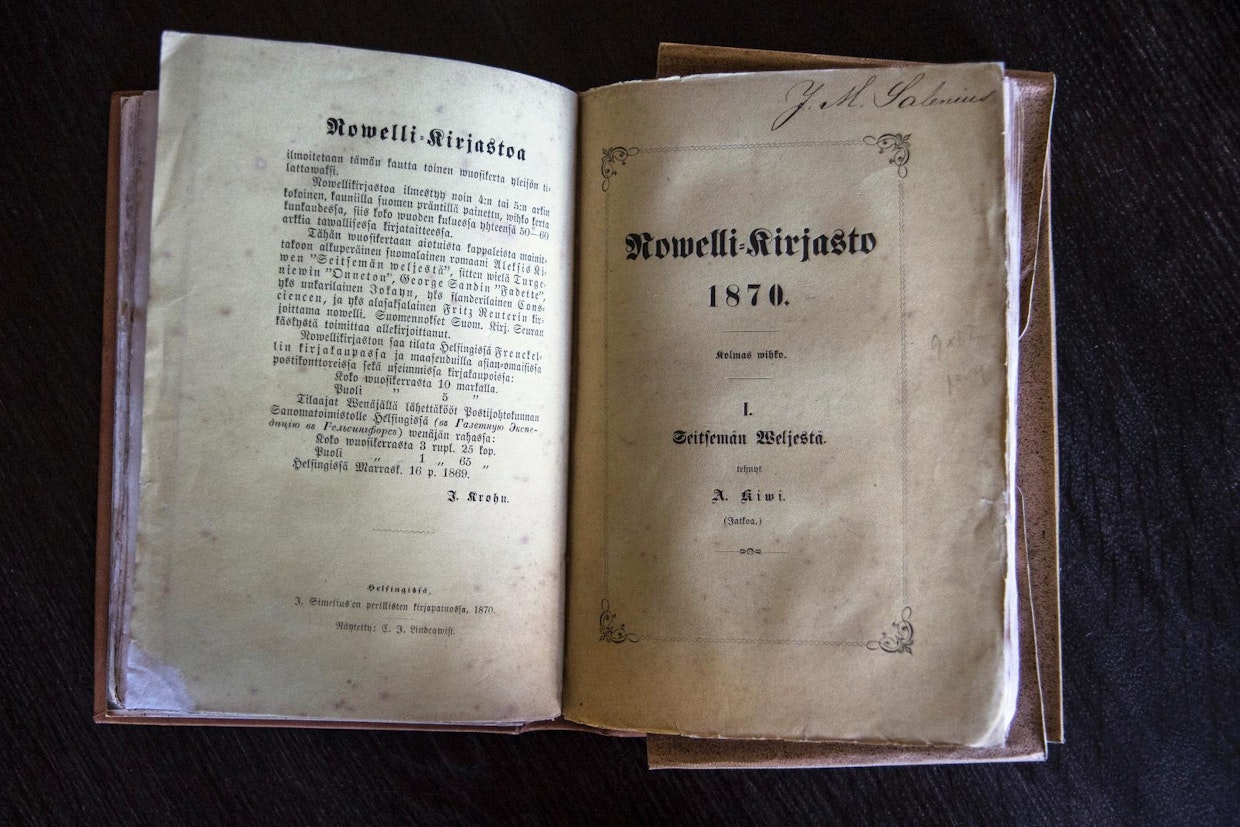 Nowelli-Kirjastoa
ilmoitetaan tämän kautta toinen wuosikerta yleisön ti-
lattawaksi.
Nowellikirjastoa ilmestyy noin 4:n tai 5:n arkin
kokoinen, kauniilla suomen präntillä painettu, wihko kerta
kuukaudessa, siis koko wuoden kuluessa yhteensä 50—60
arkkia tawallisessa kirjataitteessa.
Tähän wuosikertaan aiotuista kappaleista mainit-
takoon alkuperäinen suomalainen romaani Aleksis Ki-
wen "Seitsemän weljestä", sitten wielä Turge-
niewin "Onneton", George Sandin "Fadette",
yks unkarilainen Jokayn, yks flanderilainen Cons-
ciencen, ja yks alasaksalainen Fritz Reuterin kir-
joittama nowelli. Suomennokset Suom. Kirj. Seuran
käskystä toimittaa allekirjoittanut.
Nowellikirjaston saa tilata Helsingissä Frenckel-
lin kirjakaupassa ja maaseuduilla asian-omaisissa
postikonttoreissa sekä useimmissa kirjakaupoissa:
Koko wuosikerrasta 10 markalla.
Puoli " 5 "
Tilaajat Wenäjällä lähettäkööt Postijohtokunnan
Sanomatoimistolle Helsingissä (въ Газетную Экспе-
дицію въ Гельсингфорсѣ) wenäjän rahassa:
Koko wuosikerrasta 3 rupl. 25 kop.
Puoli " 1 " 65 "
Helsingissä Marrask. 16 p. 1869.
J. Krohn.
Helsingissä,
J. Simelius'en perillisten kirjapainossa, 1870.
Näytetty: C. J. Lindeqwist.
J. M. Salenius
Nowelli-Kirjasto
1870.
Kolmas wihko.
I.
Seitsemän Weljestä.
tehnyt
A. Kiwi.
(Jatkoa.)